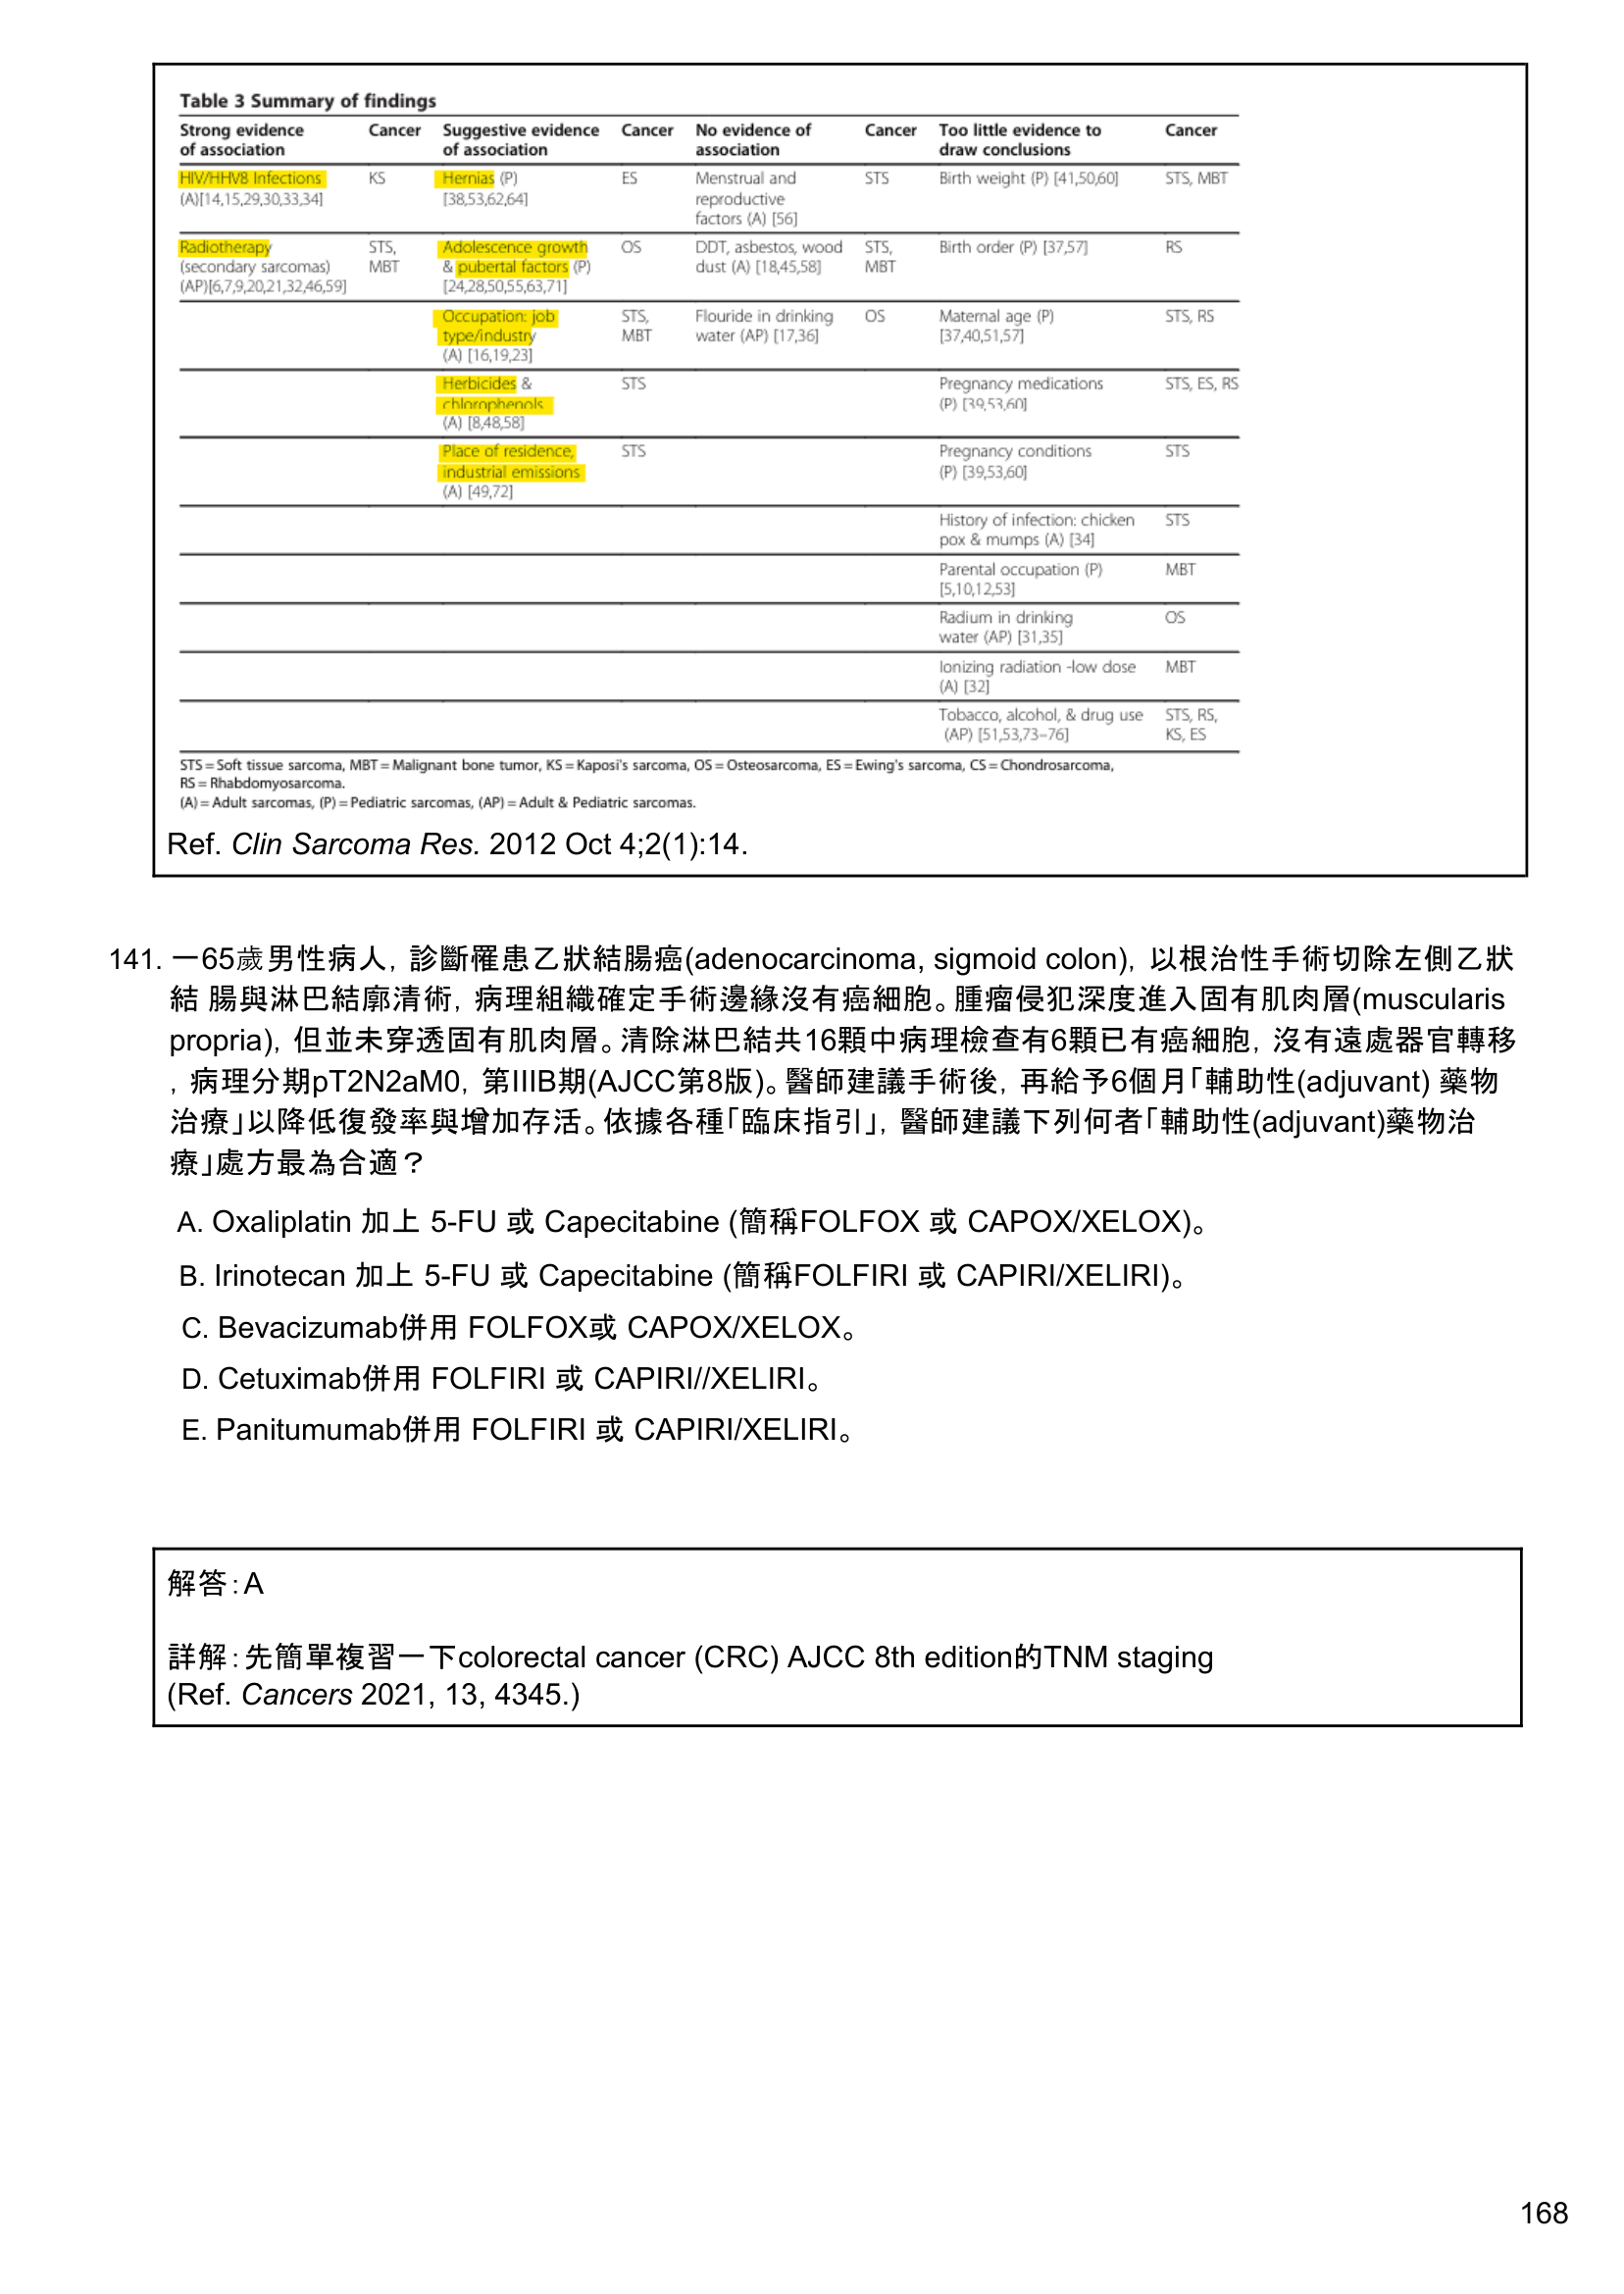 Table 3 Summary of findings
Strong evidence of association | Cancer | Suggestive evidence of association | Cancer | No evidence of association | Cancer | Too little evidence to draw conclusions | Cancer
HIV/HHV8 Infections (A)[14,15,29,30,33,34] | KS | Hernias (P) [38,53,62,64] | ES | Menstrual and reproductive factors (A) [56] | STS | Birth weight (P) [41,50,60] | STS, MBT
Radiotherapy (secondary sarcomas) (AP)[6,7,9,20,21,32,46,59] | STS, MBT | Adolescence growth & pubertal factors (P) [24,28,50,55,63,71] | OS | DDT, asbestos, wood dust (A) [18,45,58] | STS, MBT | Birth order (P) [37,57] | RS
Occupation: job type/industry (A) [16,19,23] | STS, MBT | Flouride in drinking water (AP) [17,36] | OS | Maternal age (P) [37,40,51,57] | STS, RS
Herbicides & chlorophenols (A) [8,48,58] | STS | Pregnancy medications (P) [39,53,60] | STS, ES, RS
Place of residence, industrial emissions (A) [49,72] | STS | Pregnancy conditions (P) [39,53,60] | STS
History of infection: chicken pox & mumps (A) [34] | STS
Parental occupation (P) [5,10,12,53] | MBT
Radium in drinking water (AP) [31,35] | OS
Ionizing radiation -low dose (A) [32] | MBT
Tobacco, alcohol, & drug use (AP) [51,53,73–76] | STS, RS, KS, ES
STS = Soft tissue sarcoma, MBT = Malignant bone tumor, KS = Kaposi's sarcoma, OS = Osteosarcoma, ES = Ewing's sarcoma, CS = Chondrosarcoma,
RS = Rhabdomyosarcoma.
(A) = Adult sarcomas, (P) = Pediatric sarcomas, (AP) = Adult & Pediatric sarcomas.
Ref. Clin Sarcoma Res. 2012 Oct 4;2(1):14.
141. 一65歲男性病人，診斷罹患乙狀結腸癌(adenocarcinoma, sigmoid colon)，以根治性手術切除左側乙狀
結 腸與淋巴結廓清術，病理組織確定手術邊緣沒有癌細胞。腫瘤侵犯深度進入固有肌肉層(muscularis
propria)，但並未穿透固有肌肉層。清除淋巴結共16顆中病理檢查有6顆已有癌細胞，沒有遠處器官轉移
，病理分期pT2N2aM0，第IIIB期(AJCC第8版)。醫師建議手術後，再給予6個月「輔助性(adjuvant) 藥物
治療」以降低復發率與增加存活。依據各種「臨床指引」，醫師建議下列何者「輔助性(adjuvant)藥物治
療」處方最為合適？
A. Oxaliplatin 加上 5-FU 或 Capecitabine (簡稱FOLFOX 或 CAPOX/XELOX)。
B. Irinotecan 加上 5-FU 或 Capecitabine (簡稱FOLFIRI 或 CAPIRI/XELIRI)。
C. Bevacizumab併用 FOLFOX或 CAPOX/XELOX。
D. Cetuximab併用 FOLFIRI 或 CAPIRI//XELIRI。
E. Panitumumab併用 FOLFIRI 或 CAPIRI/XELIRI。
解答：A
詳解：先簡單複習一下colorectal cancer (CRC) AJCC 8th edition的TNM staging
(Ref. Cancers 2021, 13, 4345.)
168